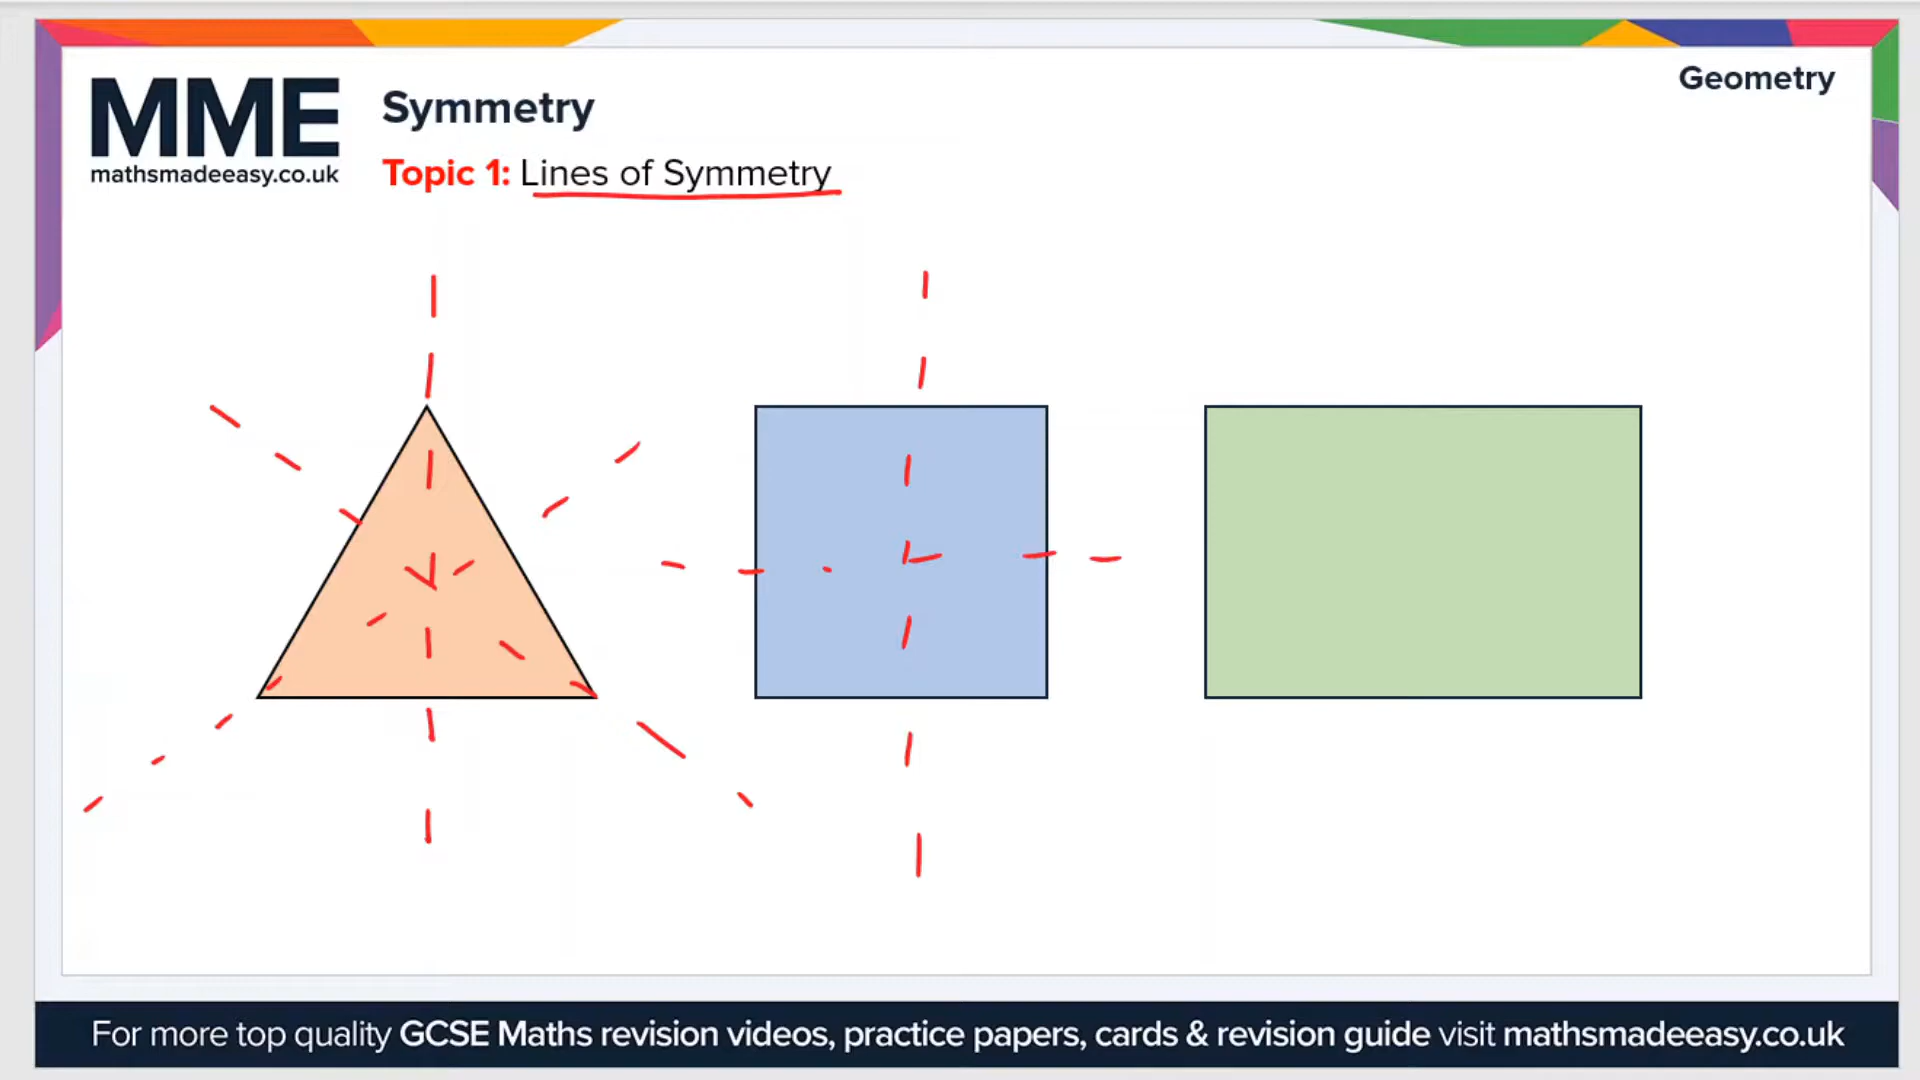 MME
mathsmadeeasy.co.uk
Symmetry
Topic 1: Lines of Symmetry
Geometry
For more top quality GCSE Maths revision videos, practice papers, cards & revision guide visit mathsmadeeasy.co.uk